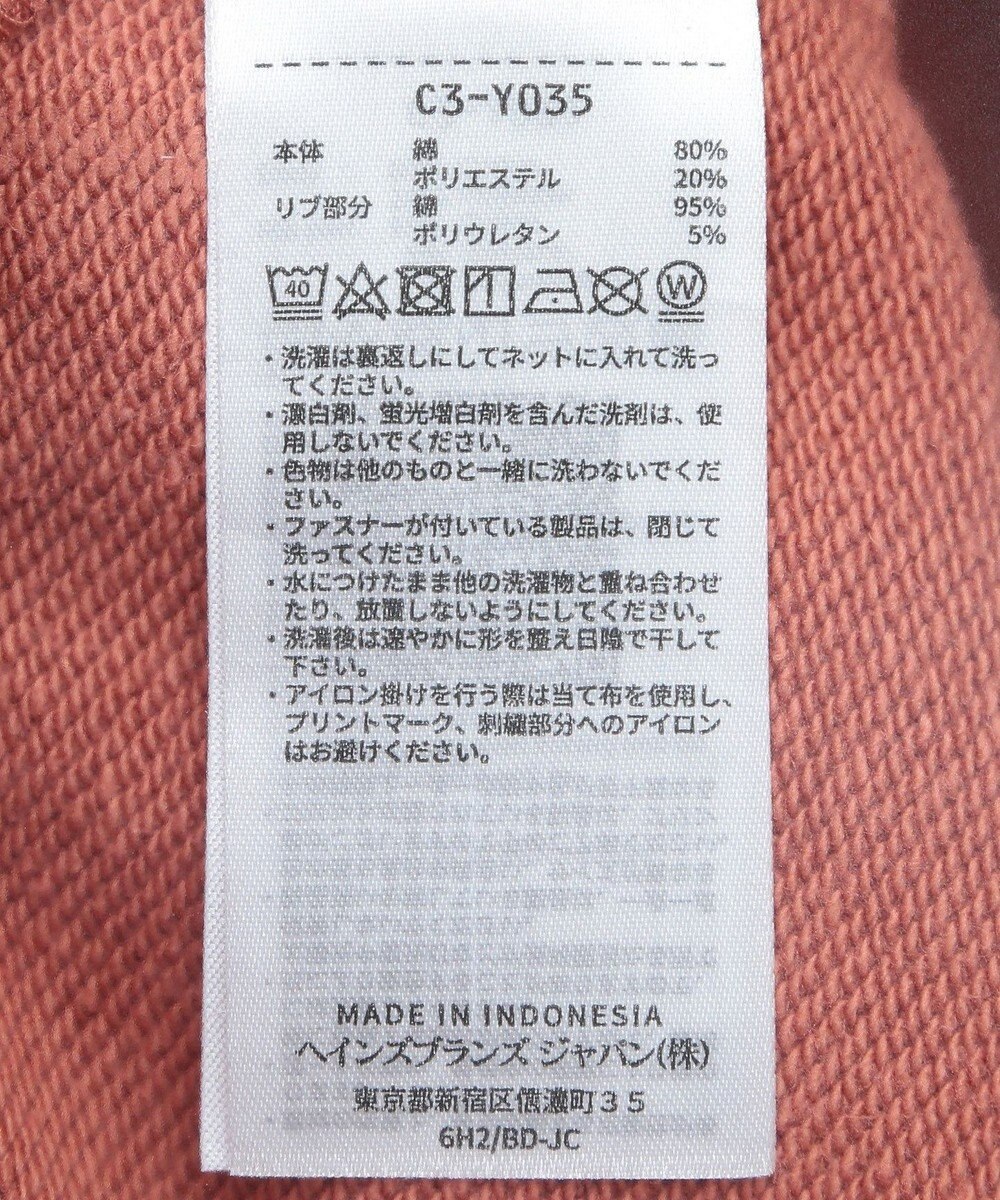 C3-Y035
本体 綿 80%
ポリエステル 20%
リブ部分 綿 95%
ポリウレタン 5%
40 W
・洗濯は裏返しにしてネットに入れて洗っ
てください。
・漂白剤、蛍光増白剤を含んだ洗剤は、使
用しないでください。
・色物は他のものと一緒に洗わないでくだ
さい。
・ファスナーが付いている製品は、閉じて
洗ってください。
・水につけたまま他の洗濯物と重ね合わせ
たり、放置しないようにしてください。
・洗濯後は速やかに形を整え日陰で干して
下さい。
・アイロン掛けを行う際は当て布を使用し、
プリントマーク、刺繍部分へのアイロン
はお避けください。
MADE IN INDONESIA
ヘインズブランズ ジャパン(株)
東京都新宿区信濃町３５
6H2/BD-JC